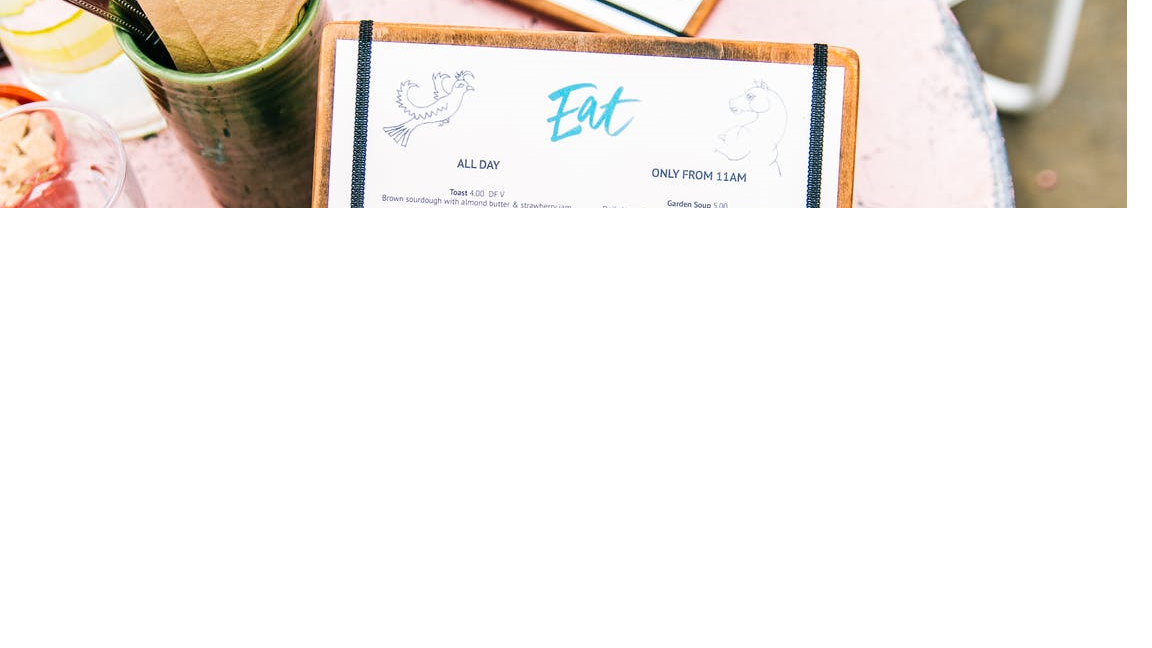 Eat
ALL DAY
Toast 4.00 DF V
Brown sourdough with almond butter & strawberry jam
ONLY FROM 11AM
Garden Soup 5.00